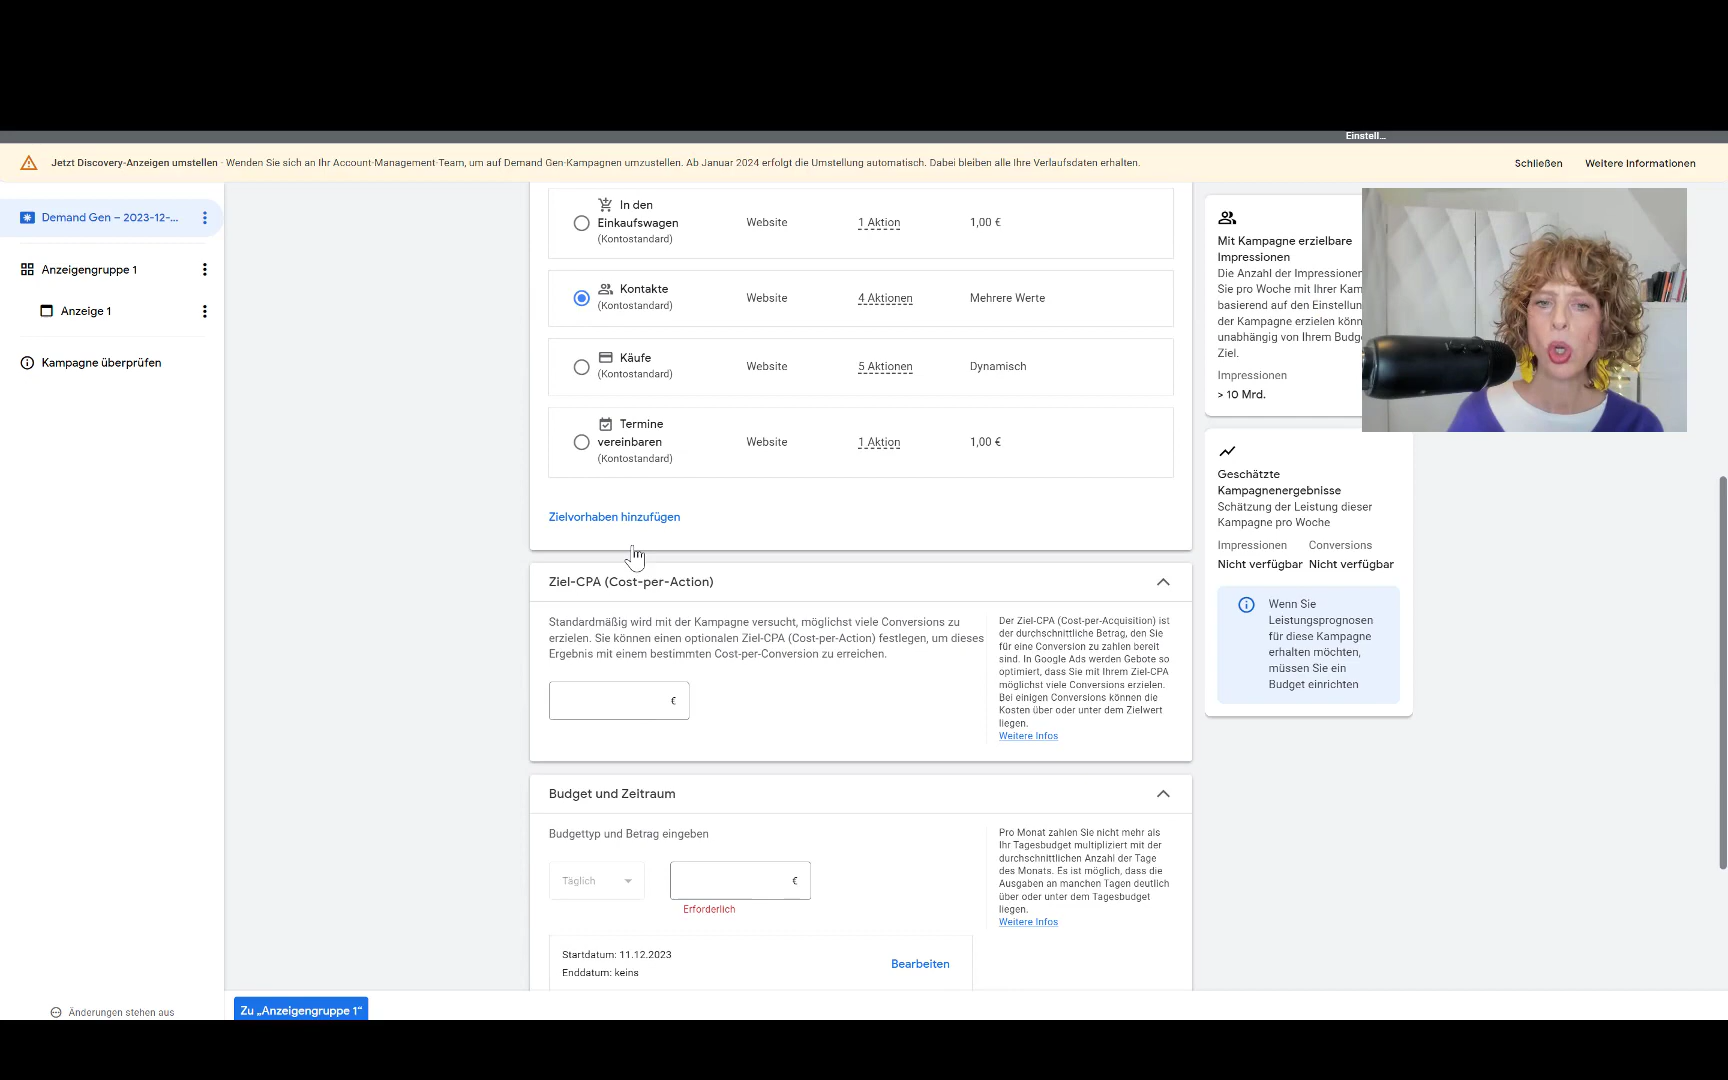 Einstell...
Jetzt Discovery-Anzeigen umstellen - Wenden Sie sich an Ihr Account-Management-Team, um auf Demand Gen-Kampagnen umzustellen. Ab Januar 2024 erfolgt die Umstellung automatisch. Dabei bleiben alle Ihre Verlaufsdaten erhalten.
Schließen
Weitere Informationen
Demand Gen – 2023-12-...
Anzeigengruppe 1
Anzeige 1
Kampagne überprüfen
In den
Einkaufswagen
(Kontostandard)
Website
1 Aktion
1,00 €
Kontakte
(Kontostandard)
Website
4 Aktionen
Mehrere Werte
Käufe
(Kontostandard)
Website
5 Aktionen
Dynamisch
Termine
vereinbaren
(Kontostandard)
Website
1 Aktion
1,00 €
Zielvorhaben hinzufügen
Ziel-CPA (Cost-per-Action)
Standardmäßig wird mit der Kampagne versucht, möglichst viele Conversions zu
erzielen. Sie können einen optionalen Ziel-CPA (Cost-per-Action) festlegen, um dieses
Ergebnis mit einem bestimmten Cost-per-Conversion zu erreichen.
€
Der Ziel-CPA (Cost-per-Acquisition) ist
der durchschnittliche Betrag, den Sie
für eine Conversion zu zahlen bereit
sind. In Google Ads werden Gebote so
optimiert, dass Sie mit Ihrem Ziel-CPA
möglichst viele Conversions erzielen.
Bei einigen Conversions können die
Kosten über oder unter dem Zielwert
liegen.
Weitere Infos
Budget und Zeitraum
Budgettyp und Betrag eingeben
Täglich
€
Erforderlich
Pro Monat zahlen Sie nicht mehr als
Ihr Tagesbudget multipliziert mit der
durchschnittlichen Anzahl der Tage
des Monats. Es ist möglich, dass die
Ausgaben an manchen Tagen deutlich
über oder unter dem Tagesbudget
liegen.
Weitere Infos
Startdatum: 11.12.2023
Enddatum: keins
Bearbeiten
Mit Kampagne erzielbare
Impressionen
Die Anzahl der Impressionen
Sie pro Woche mit Ihrer Kam
basierend auf den Einstellun
der Kampagne erzielen könn
unabhängig von Ihrem Budge
Ziel.
Impressionen
> 10 Mrd.
Geschätzte
Kampagnenergebnisse
Schätzung der Leistung dieser
Kampagne pro Woche
Impressionen Conversions
Nicht verfügbar Nicht verfügbar
Wenn Sie
Leistungsprognosen
für diese Kampagne
erhalten möchten,
müssen Sie ein
Budget einrichten
Änderungen stehen aus
Zu „Anzeigengruppe 1“